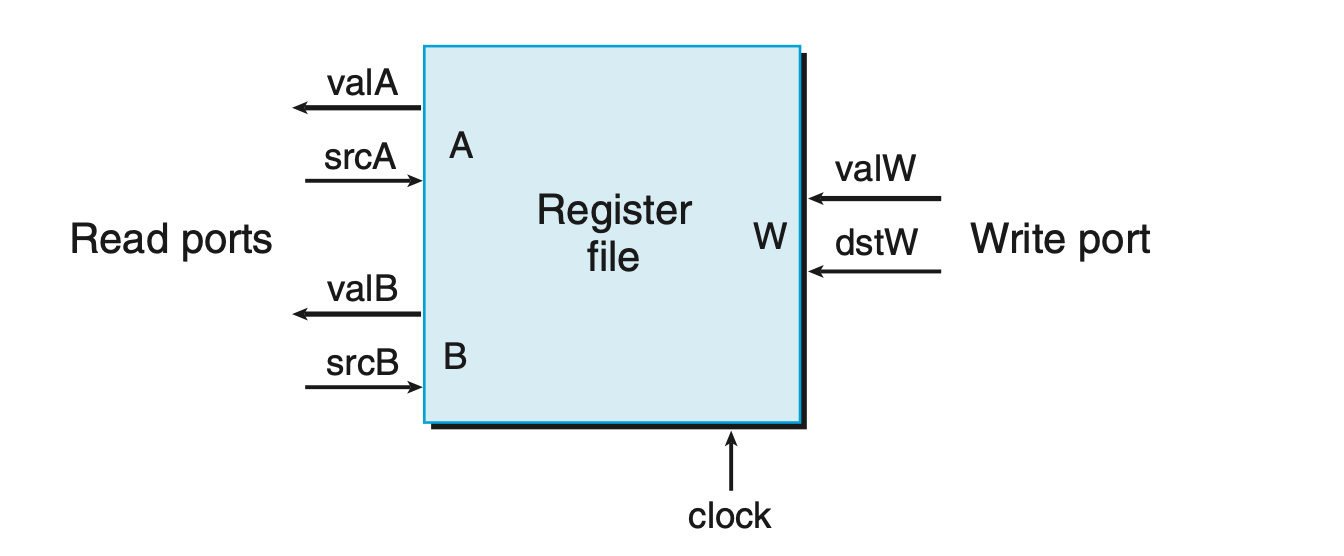 valA
A
srcA
Read ports
valB
srcB
B
Register
file
W
valW
dstW
Write port
clock